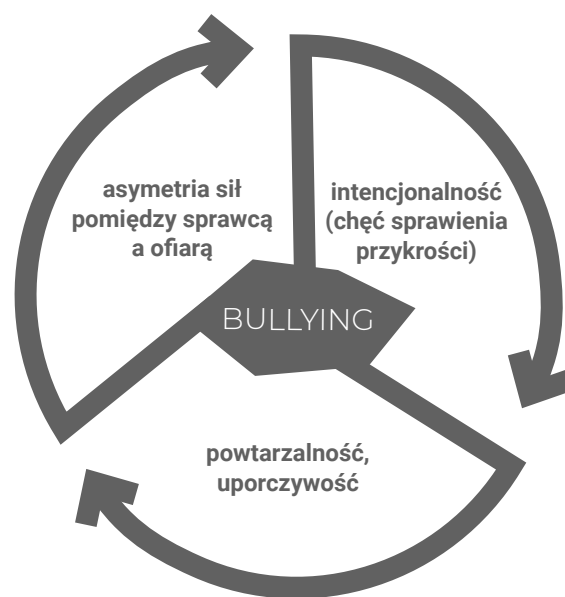 asymetria sił
pomiędzy sprawcą
a ofiarą
intencjonalność
(chęć sprawienia
przykrości)
BULLYING
powtarzalność,
uporczywość